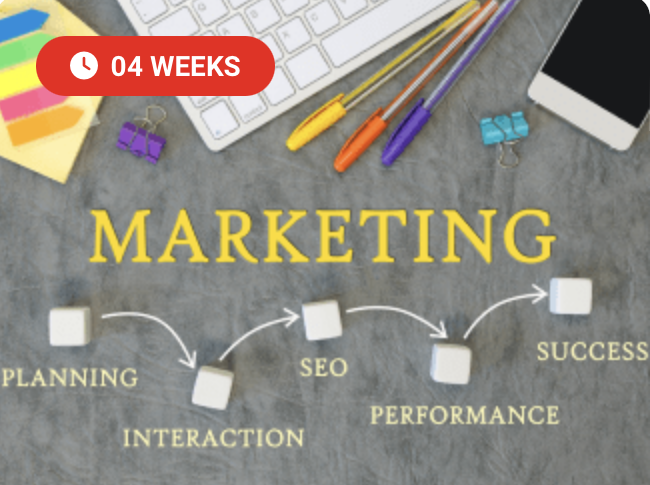 04 WEEKS
MARKETING
PLANNING
INTERACTION
SEO
PERFORMANCE
SUCCESS